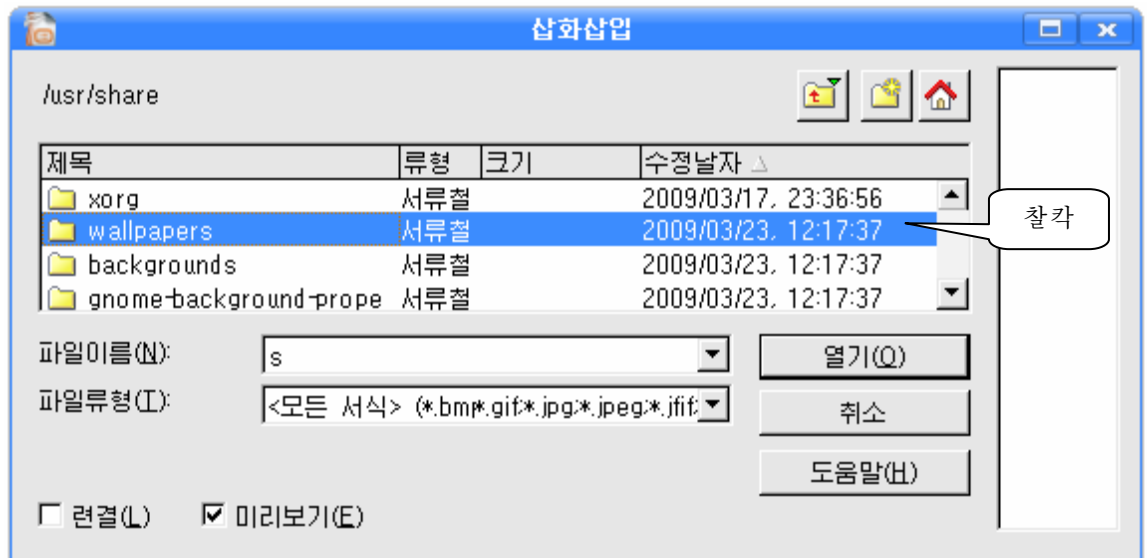 삽화삽입
/usr/share
제목 류형 크기 수정날자
xorg 서류철 2009/03/17, 23:36:56
wallpapers 서류철 2009/03/23, 12:17:37
찰칵
backgrounds 서류철 2009/03/23, 12:17:37
gnome-background-prope 서류철 2009/03/23, 12:17:37
파일이름(N): s 열기(O)
파일류형(T): <모든 서식> (*.bmp;*.gif;*.jpg;*.jpeg;*.jfif;
취소
도움말(H)
련결(L) 미리보기(E)